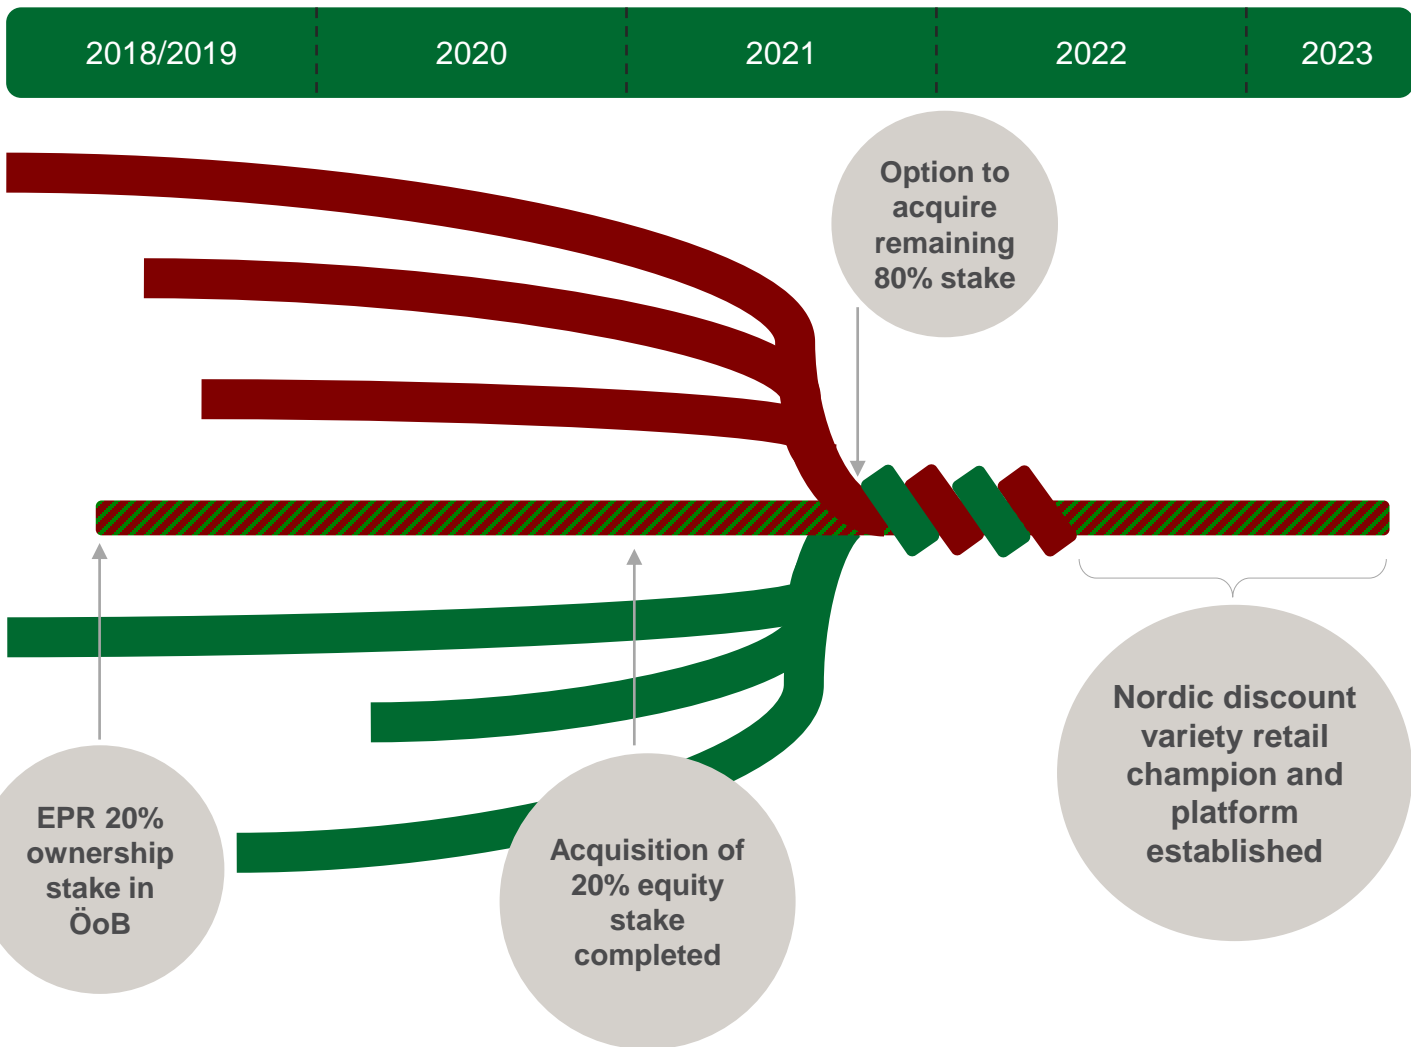 2018/2019
2020
2021
2022
2023
Option to
acquire
remaining
80% stake
EPR 20%
ownership
stake in
ÖoB
Acquisition of
20% equity
stake
completed
Nordic discount
variety retail
champion and
platform
established